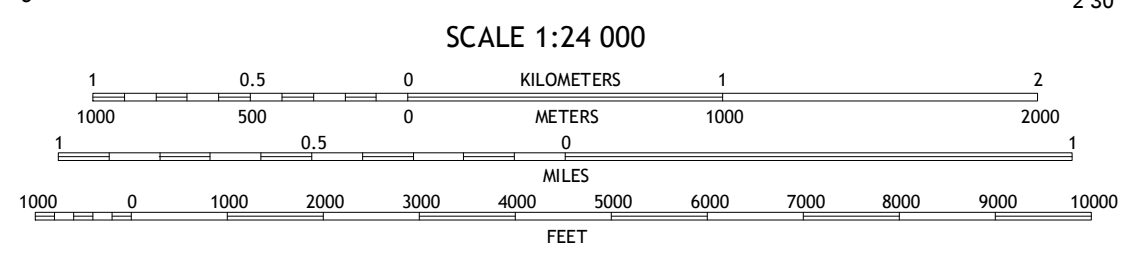 2'30"
SCALE 1:24 000
1 0.5 0 KILOMETERS 1 2
1000 500 0 METERS 1000 2000
1 0.5 0 1
MILES
1000 0 1000 2000 3000 4000 5000 6000 7000 8000 9000 10000
FEET